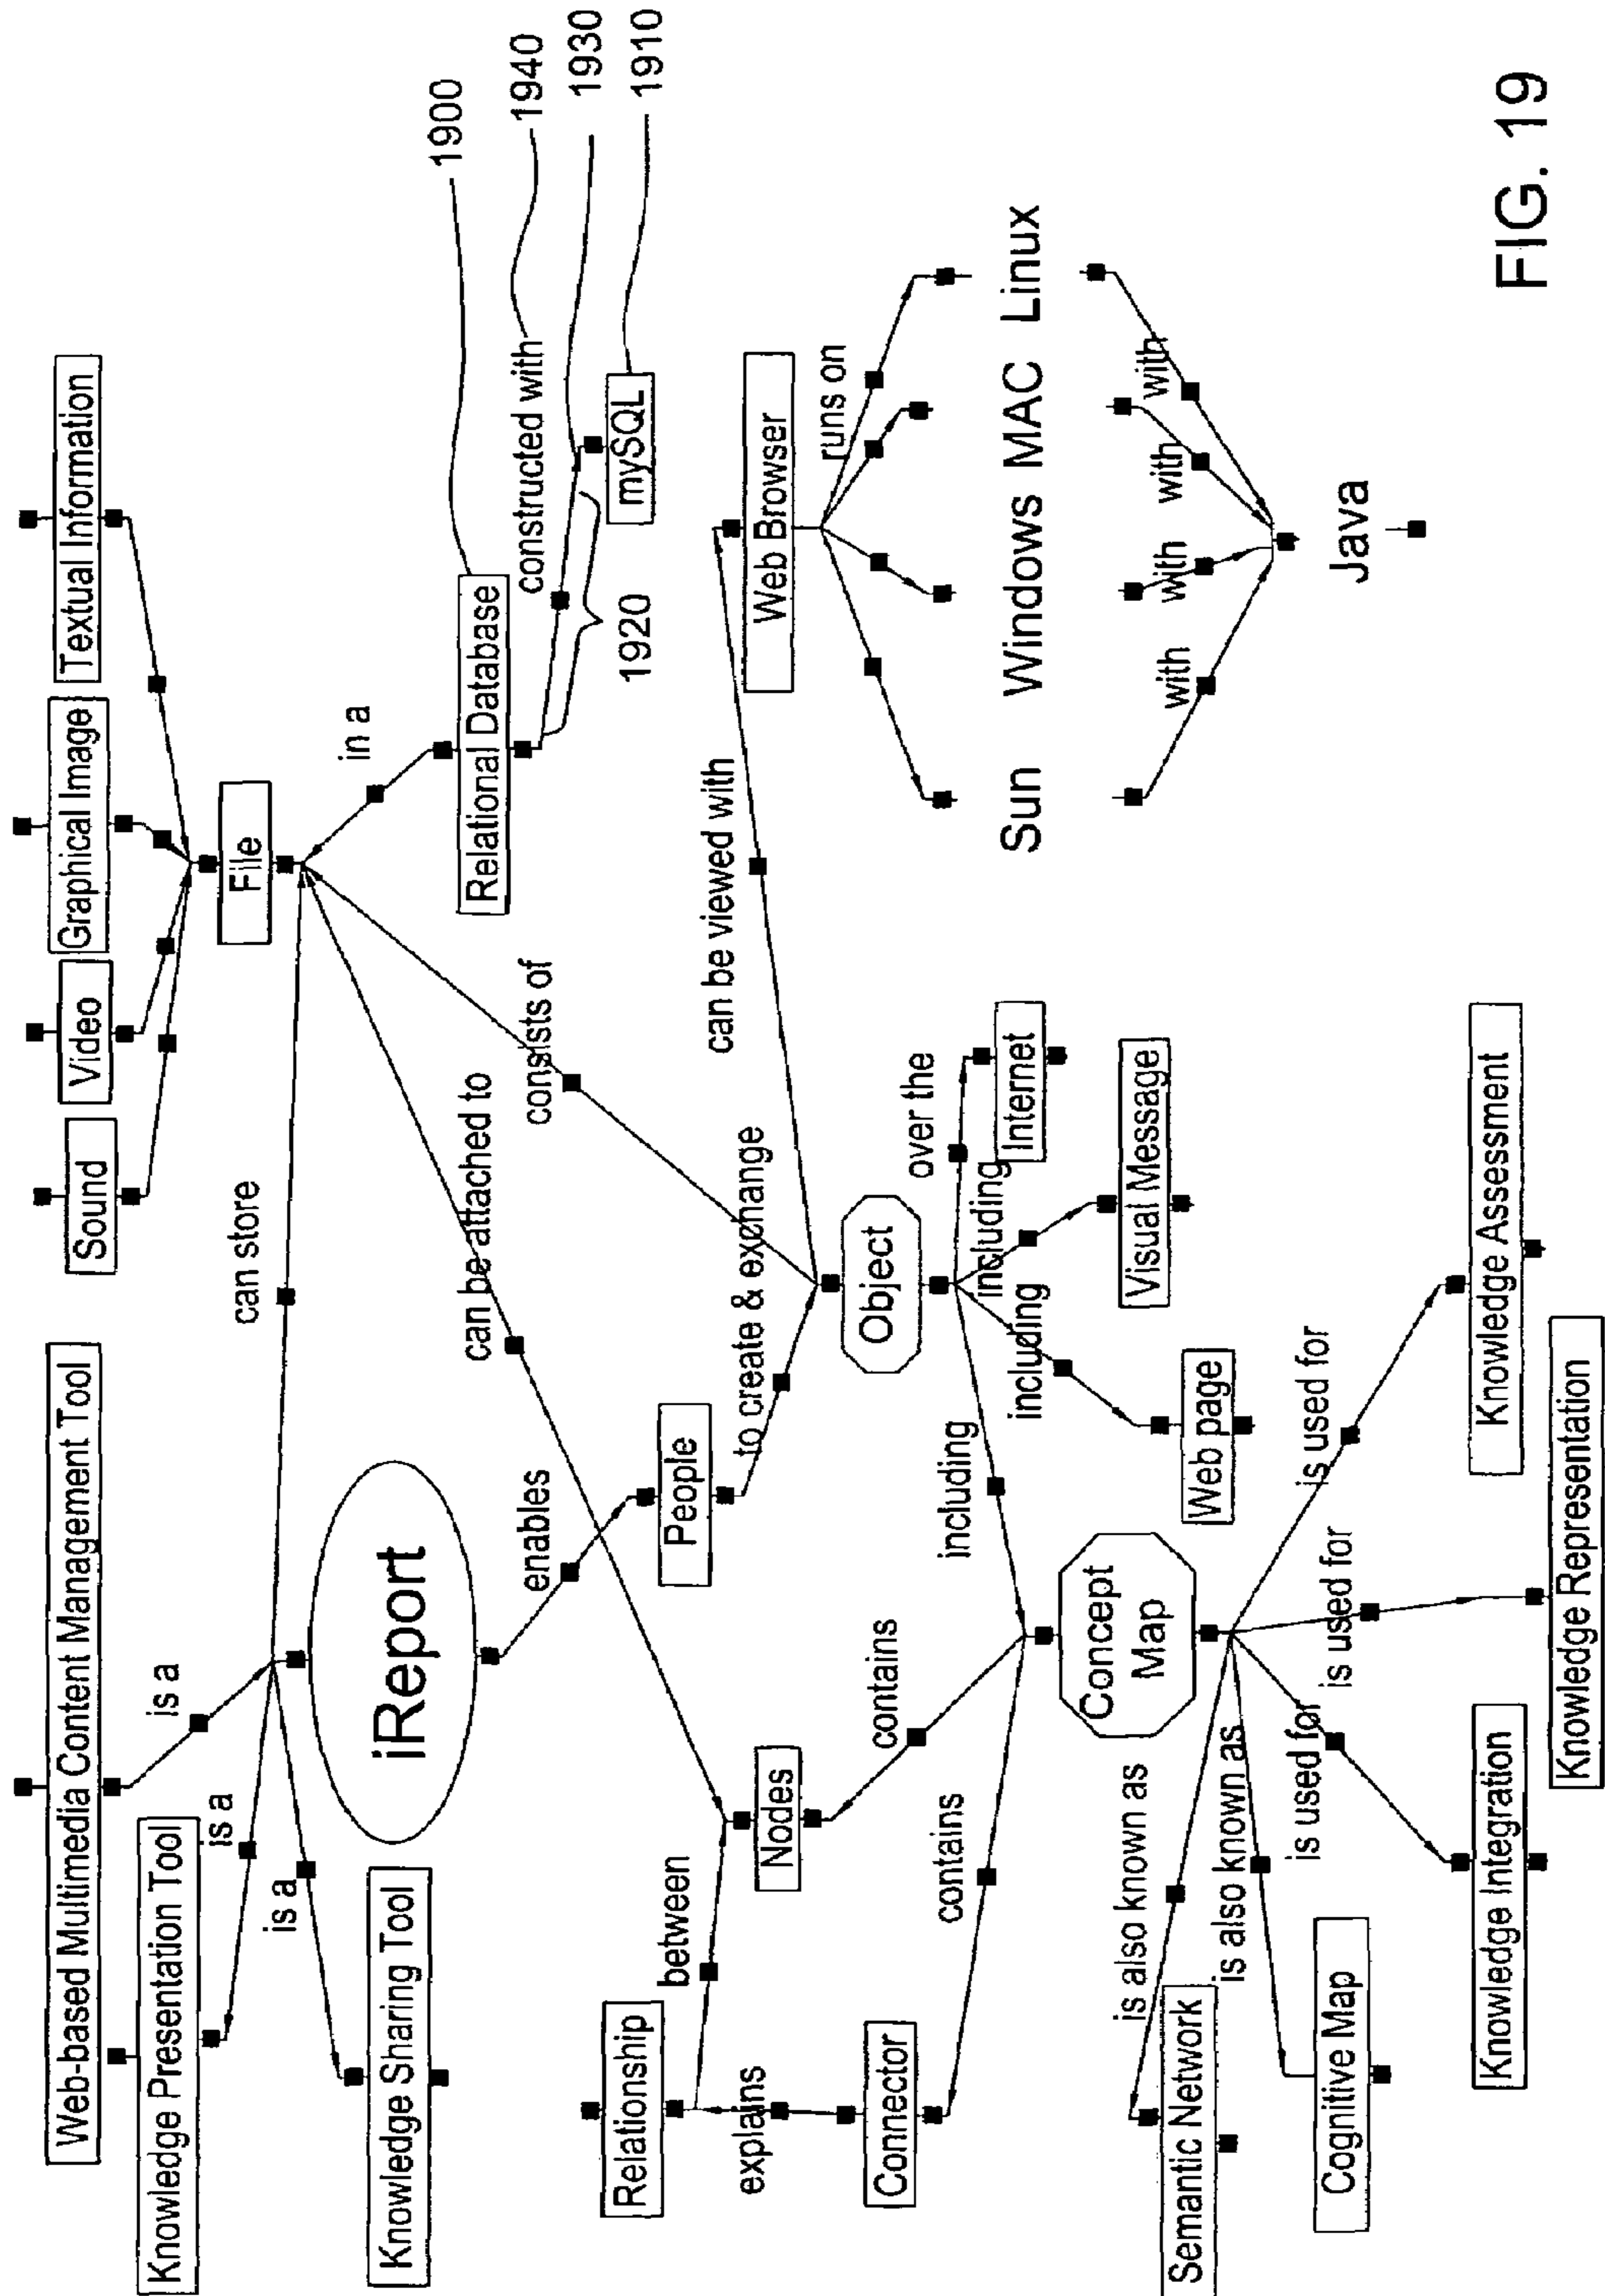 Web-based Multimedia Content Management Tool
Knowledge Presentation Tool
is a
is a
is a
Knowledge Sharing Tool
iReport
can store
Sound
Video
Graphical Image
Textual Information
File
in a
Relational Database
1900
constructed with
1940
1930
mySQL
1910
1920
enables
People
can be attached to
consists of
to create & exchange
can be viewed with
Relationship
between
explains
Nodes
Connector
contains
contains
Object
including
including
including
over the
Internet
Visual Message
Web page
Web Browser
runs on
Sun
Windows
MAC
Linux
with
with
with
with
Java
Concept
Map
is also known as
is also known as
is used for
is used for
is used for
Semantic Network
Cognitive Map
Knowledge Integration
Knowledge Representation
Knowledge Assessment
FIG. 19